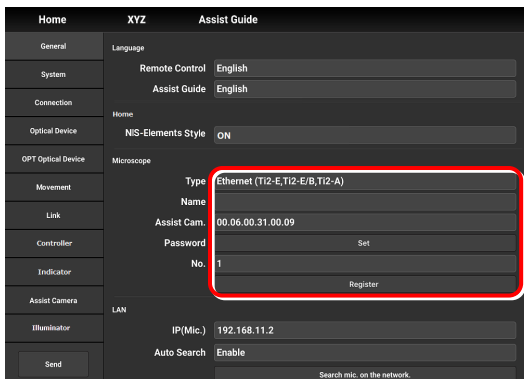 Home XYZ Assist Guide
General
System
Connection
Optical Device
OPT Optical Device
Movement
Link
Controller
Indicator
Assist Camera
Illuminator
Send
Language
Remote Control English
Assist Guide English
Home
NIS-Elements Style ON
Microscope
Type Ethernet (Ti2-E,Ti2-E/B,Ti2-A)
Name
Assist Cam. 00.06.00.31.00.09
Password Set
No. 1
Register
LAN
IP(Mic.) 192.168.11.2
Auto Search Enable
Search mic. on the network.